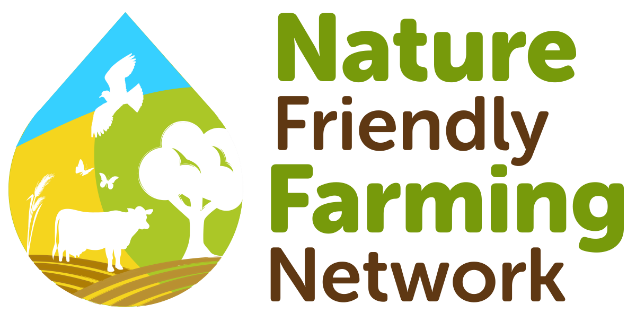 Nature
Friendly
Farming
Network